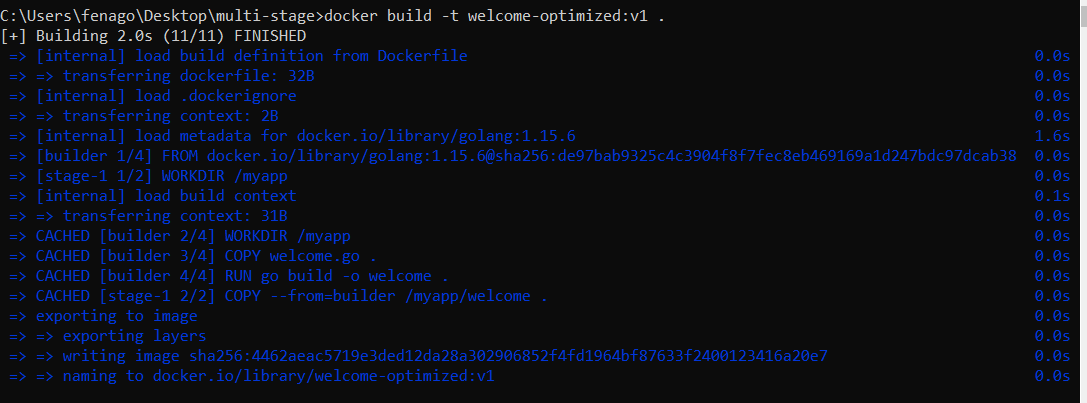 C:\Users\fenago\Desktop\multi-stage>docker build -t welcome-optimized:v1 .
[+] Building 2.0s (11/11) FINISHED
=> [internal] load build definition from Dockerfile 0.0s
=> => transferring dockerfile: 32B 0.0s
=> [internal] load .dockerignore 0.0s
=> => transferring context: 2B 0.0s
=> [internal] load metadata for docker.io/library/golang:1.15.6 1.6s
=> [builder 1/4] FROM docker.io/library/golang:1.15.6@sha256:de97bab9325c4c3904f8f7fec8eb469169a1d247bdc97dcab38 0.0s
=> [stage-1 1/2] WORKDIR /myapp 0.0s
=> [internal] load build context 0.1s
=> => transferring context: 31B 0.0s
=> CACHED [builder 2/4] WORKDIR /myapp 0.0s
=> CACHED [builder 3/4] COPY welcome.go . 0.0s
=> CACHED [builder 4/4] RUN go build -o welcome . 0.0s
=> CACHED [stage-1 2/2] COPY --from=builder /myapp/welcome . 0.0s
=> exporting to image 0.0s
=> => exporting layers 0.0s
=> => writing image sha256:4462aeac5719e3ded12da28a302906852f4fd1964bf87633f2400123416a20e7 0.0s
=> => naming to docker.io/library/welcome-optimized:v1 0.0s